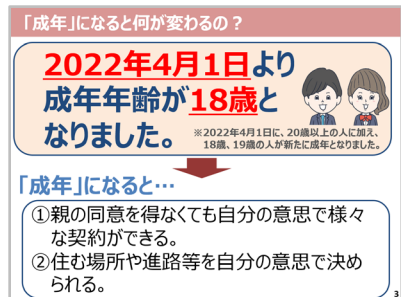 「成年」になると何が変わるの？
2022年4月1日より
成年年齢が18歳と
なりました。
※2022年4月1日に、20歳以上の人に加え、
18歳、19歳の人が新たに成年となりました。
「成年」になると…
①親の同意を得なくても自分の意思で様々
な契約ができる。
②住む場所や進路等を自分の意思で決め
られる。
3